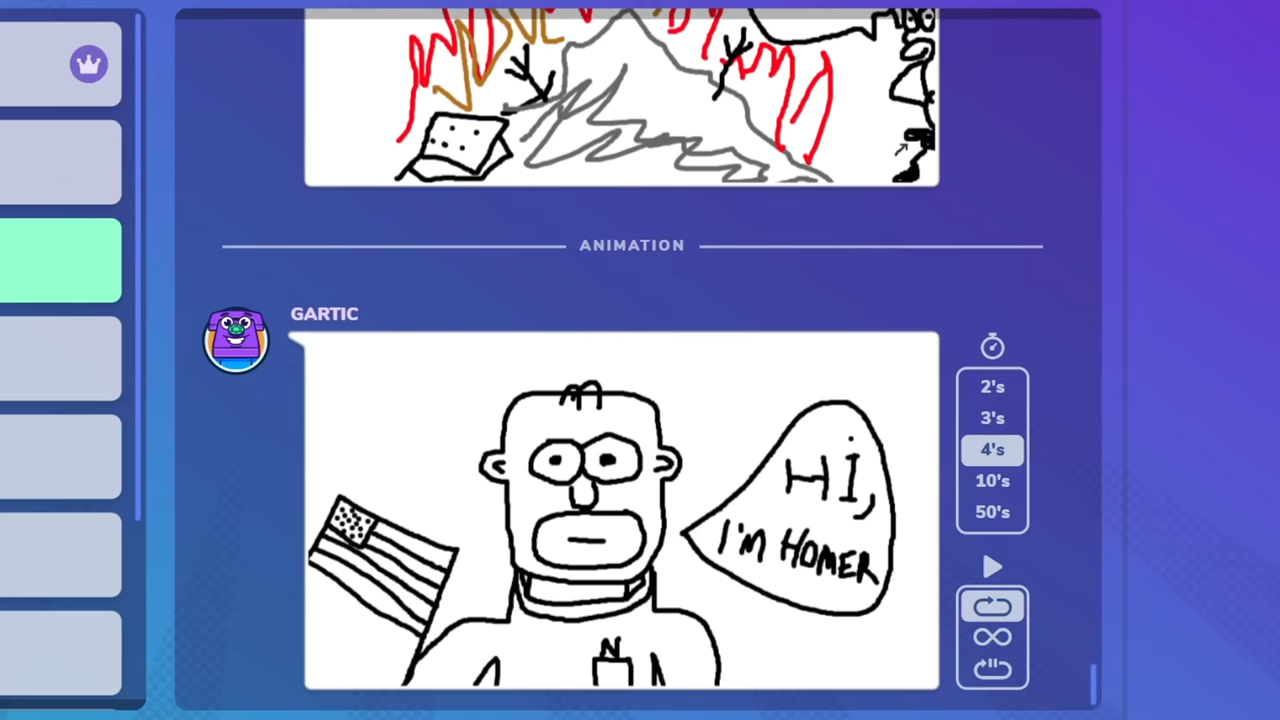 ANIMATION
GARTIC
2's
3's
4's
10's
50's
Hi,
I'M HOMER